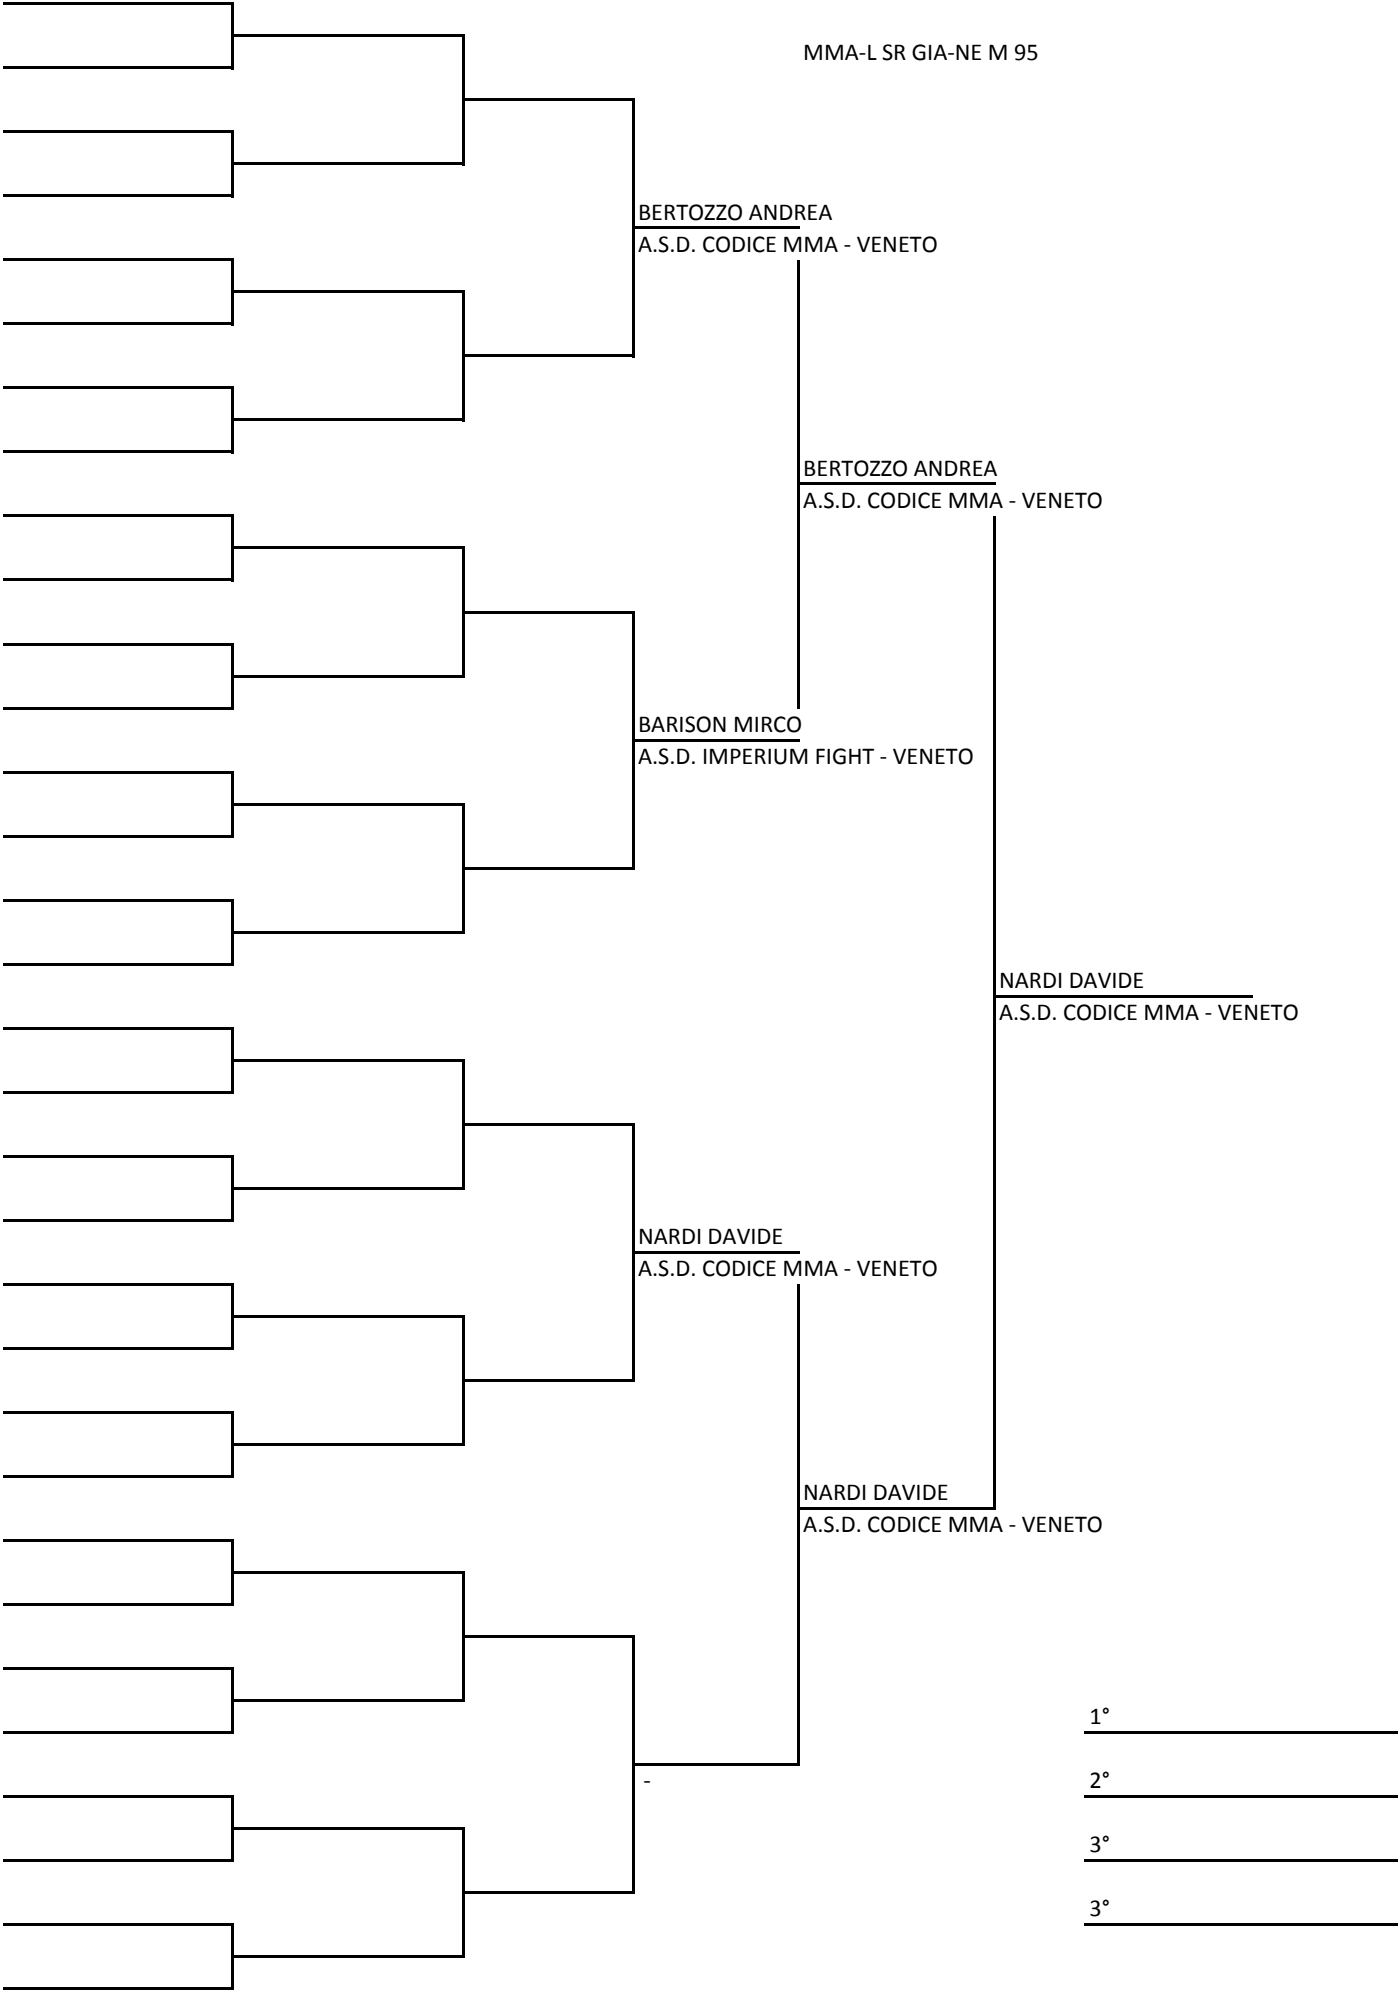 MMA-L SR GIA-NE M 95
BERTOZZO ANDREA
A.S.D. CODICE MMA - VENETO
BERTOZZO ANDREA
A.S.D. CODICE MMA - VENETO
BARISON MIRCO
A.S.D. IMPERIUM FIGHT - VENETO
NARDI DAVIDE
A.S.D. CODICE MMA - VENETO
NARDI DAVIDE
A.S.D. CODICE MMA - VENETO
NARDI DAVIDE
A.S.D. CODICE MMA - VENETO
1°
-
2°
3°
3°